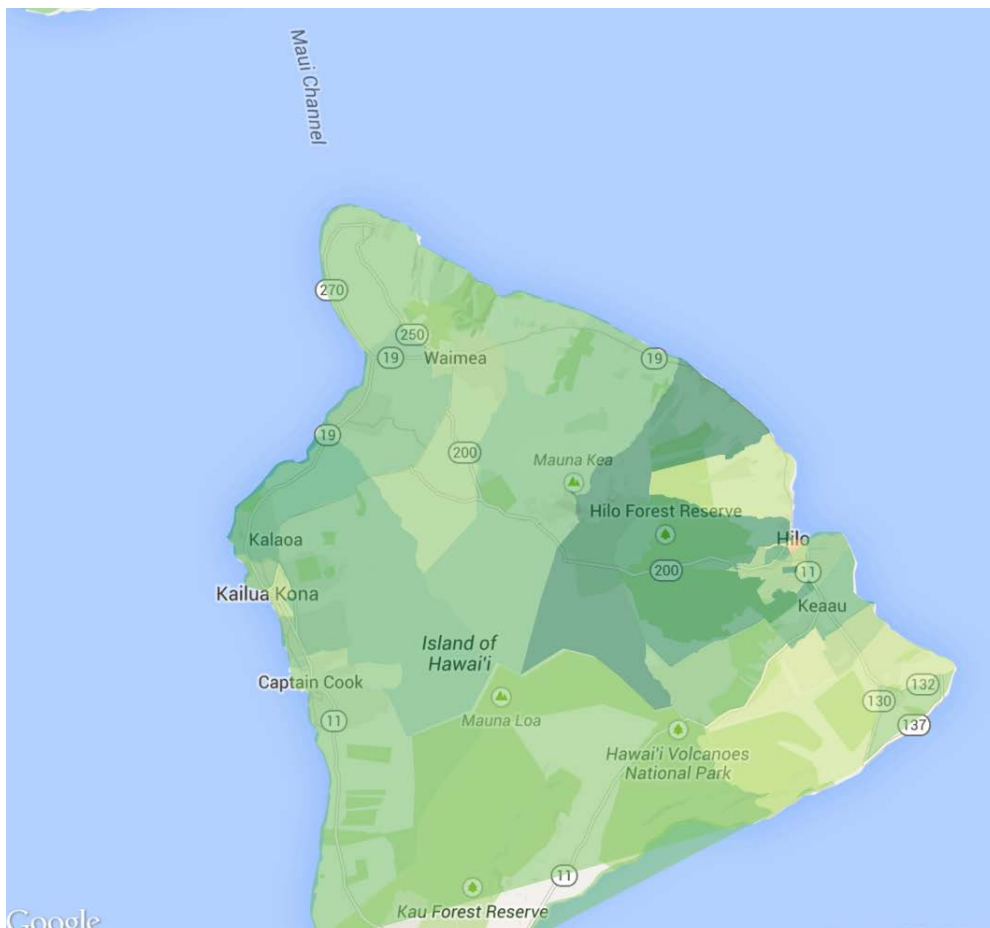 Maui Channel
270
250
19
Waimea
19
19
200
Mauna Kea
Hilo Forest Reserve
Kalaoa
Hilo
200
11
Kailua Kona
Keaau
Island of
Hawai'i
Captain Cook
132
Mauna Loa
130
11
137
Hawai'i Volcanoes
National Park
11
Kau Forest Reserve
Google